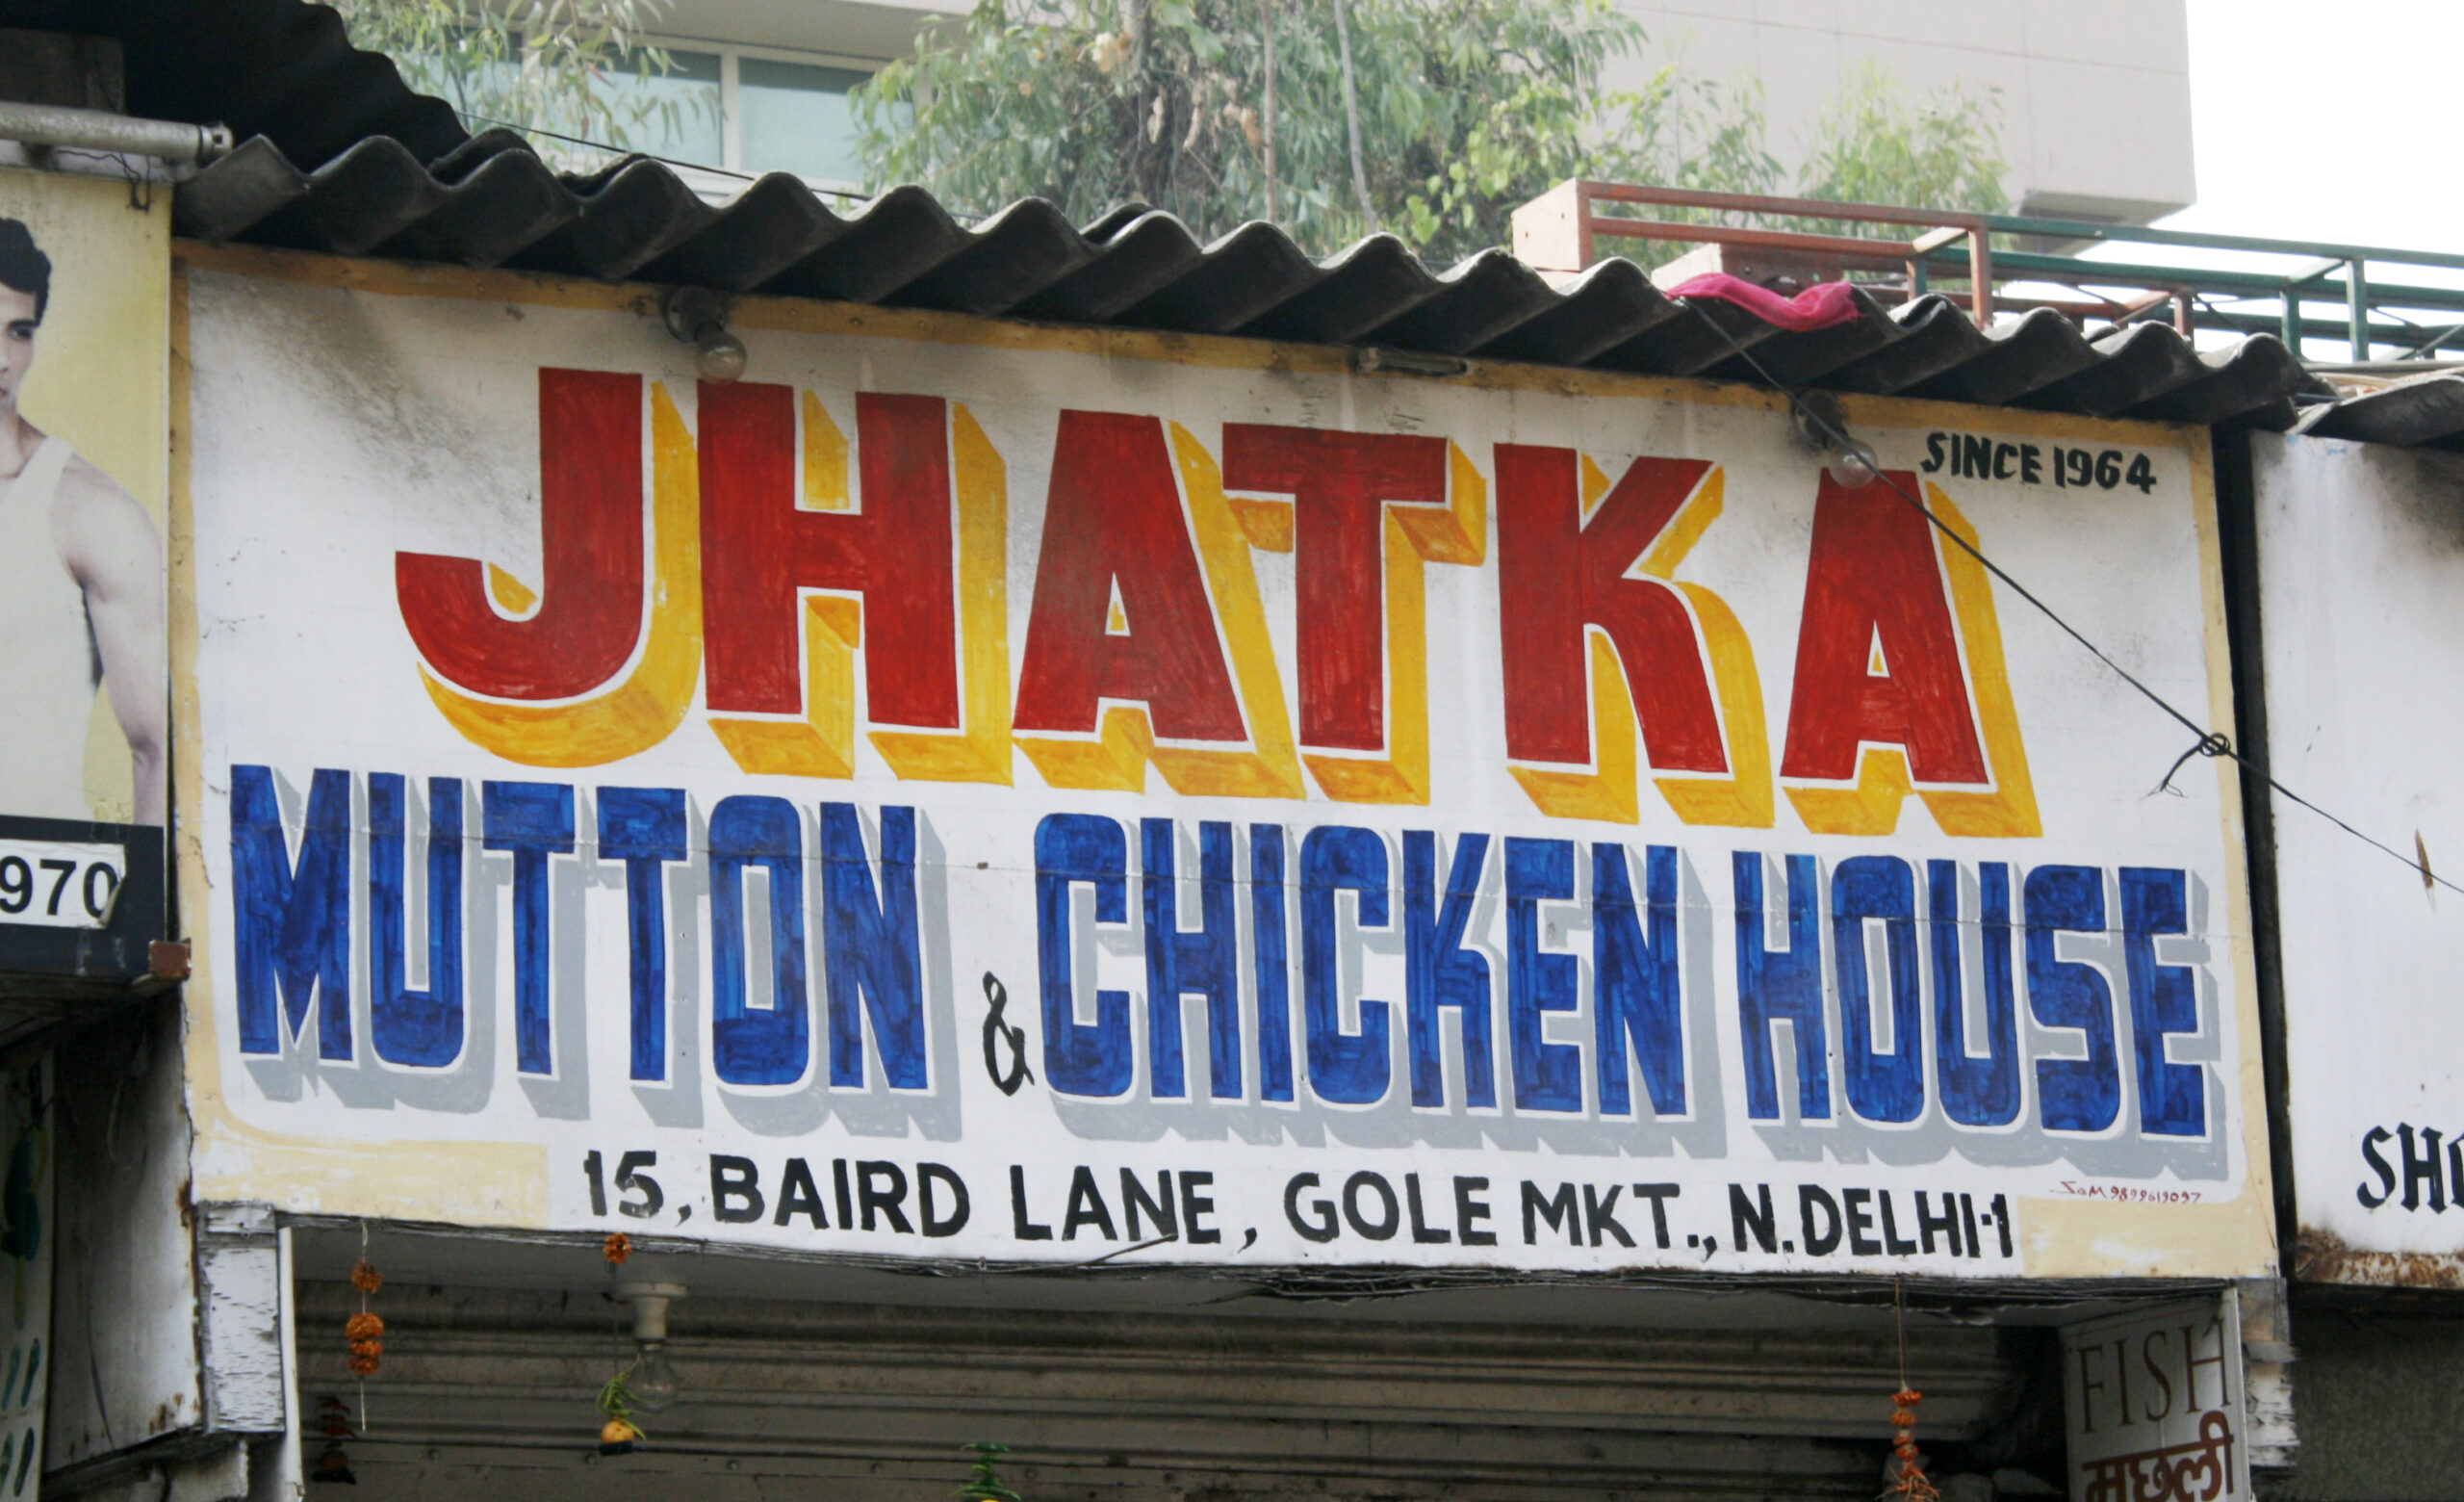 SINCE 1964
JHATKA
MUTTON & CHICKEN HOUSE
15, BAIRD LANE, GOLE MKT., N.DELHI-1
970
FISH
मछली